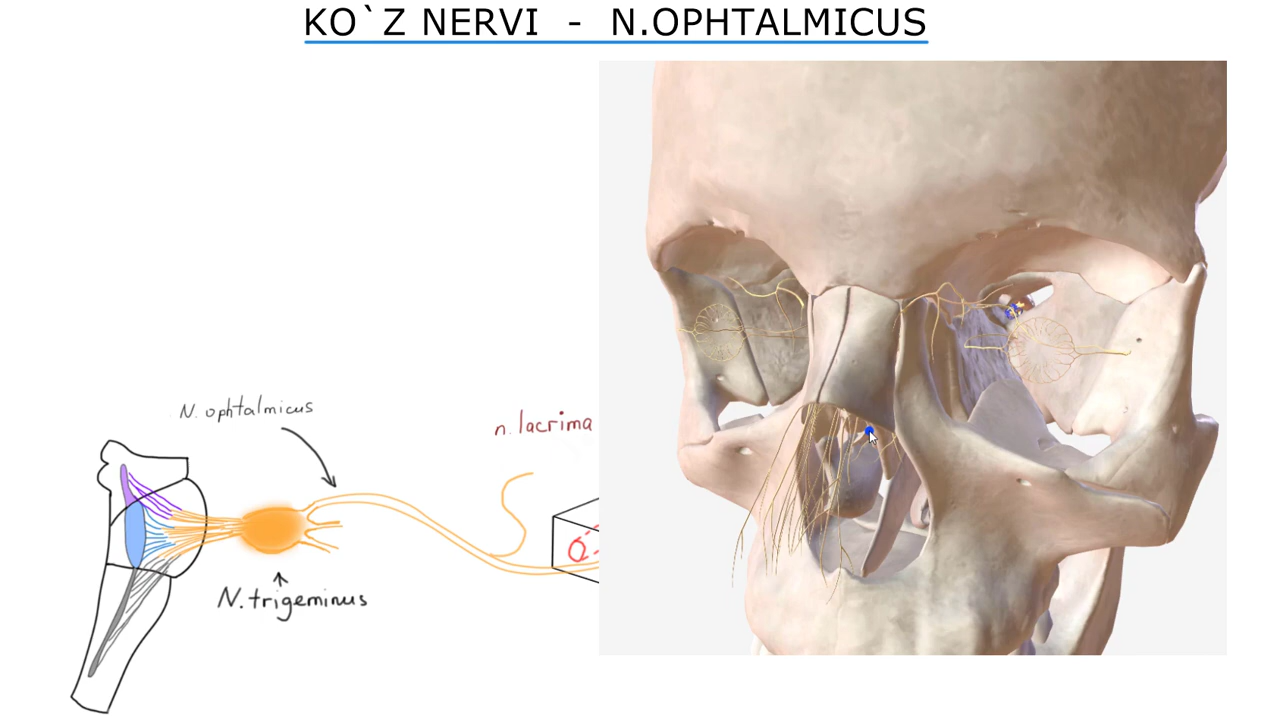 KO`Z NERVI - N.OPHTALMICUS
N. ophtalmicus
n. lacrima
N. trigeminus